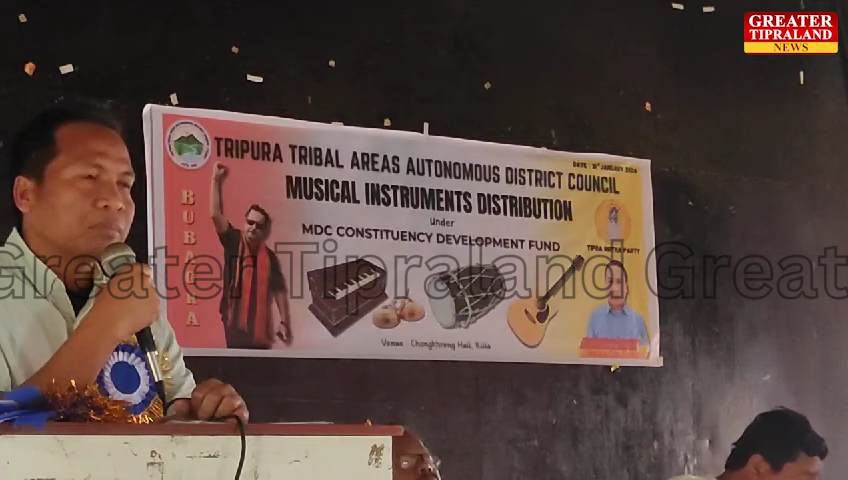 GREATER
TIPRALAND
NEWS
TRIPURA TRIBAL AREAS AUTONOMOUS DISTRICT COUNCIL
MUSICAL INSTRUMENTS DISTRIBUTION
Under
MDC CONSTITUENCY DEVELOPMENT FUND
BUBAGRA
TIPRA MOTHA PARTY
Venue : Chongkhreng Hall, Killa
Greater Tipraland Great